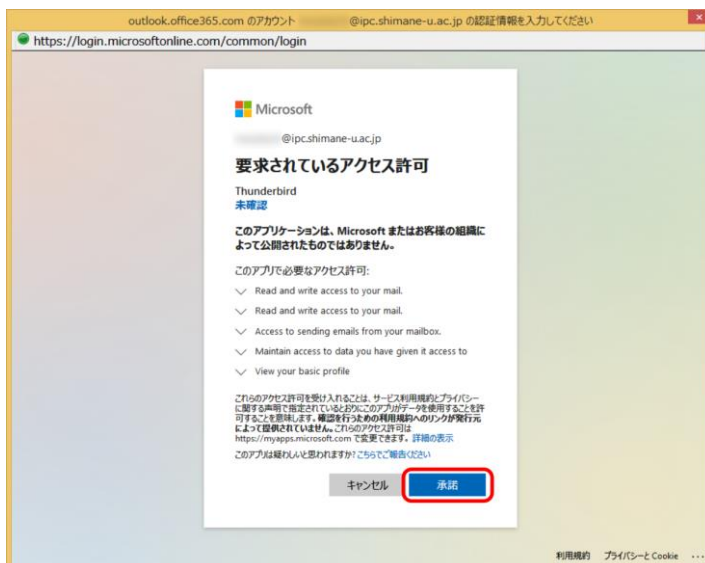 outlook.office365.com のアカウント @ipc.shimane-u.ac.jp の認証情報を入力してください
https://login.microsoftonline.com/common/login
Microsoft
@ipc.shimane-u.ac.jp
要求されているアクセス許可
Thunderbird
未確認
このアプリケーションは、Microsoft またはお客様の組織に
よって公開されたものではありません。
このアプリで必要なアクセス許可:
Read and write access to your mail.
Read and write access to your mail.
Access to sending emails from your mailbox.
Maintain access to data you have given it access to
View your basic profile
これらのアクセス許可を受け入れることは、サービス利用規約とプライバシー
に関する声明で指定されているとおりにこのアプリがデータを使用することを許
可することを意味します。確認を行うための利用規約へのリンクが発行元
によって提供されていません。これらのアクセス許可は
https://myapps.microsoft.com で変更できます。詳細の表示
このアプリは疑わしいと思われますか? こちらでご報告ください
キャンセル 承諾
利用規約 プライバシーと Cookie ...